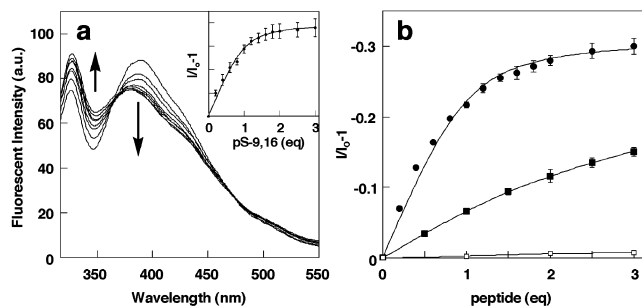 a
Fluorescent Intensity (a.u.)
100
80
60
40
20
0
350
400
450
500
550
Wavelength (nm)
I/Io-1
0
1
2
3
pS-9,16 (eq)
b
I/Io-1
-0.3
-0.2
-0.1
0
0
1
2
3
peptide (eq)